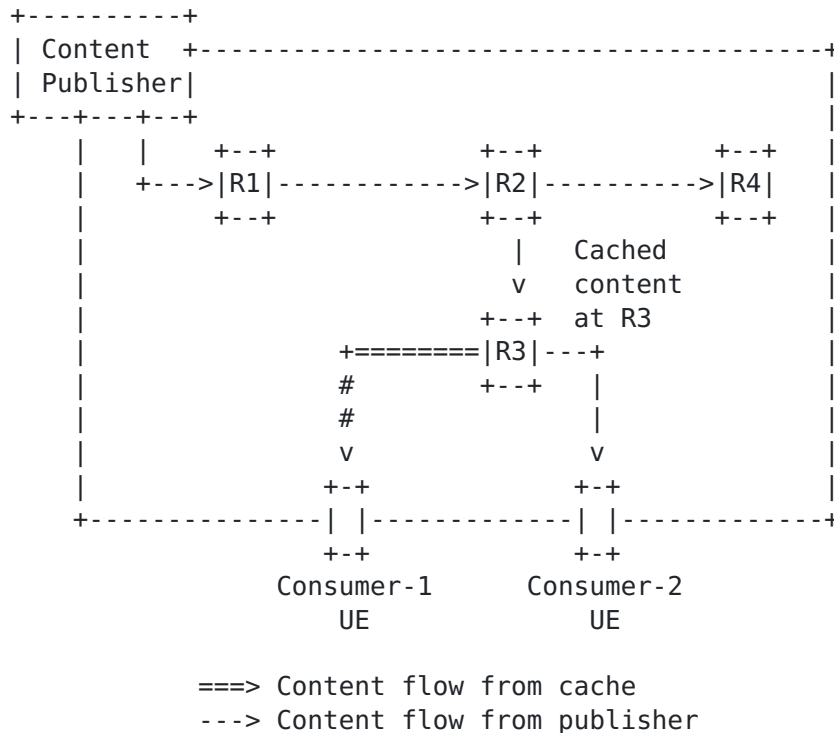 Content
Publisher
R1 R2 R4
Cached
content
at R3
R3
Consumer-1 Consumer-2
UE UE
===> Content flow from cache
---> Content flow from publisher